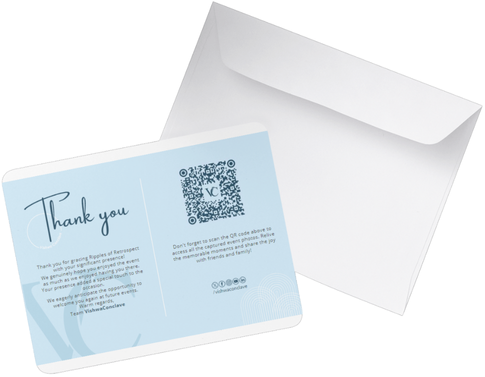 Thank you
Thank you for gracing Ripples of Retrospect
with your significant presence!
We genuinely hope you enjoyed the event
as much as we enjoyed having you there.
Your presence added a special touch to the
occasion.
We eagerly anticipate the opportunity to
welcome you again at future events.
Warm regards,
Team VishwaConclave
VC
Don't forget to scan the QR code above to
access all the captured event photos. Relive
the memorable moments and share the joy
with friends and family!
/vishwaconclave
VC